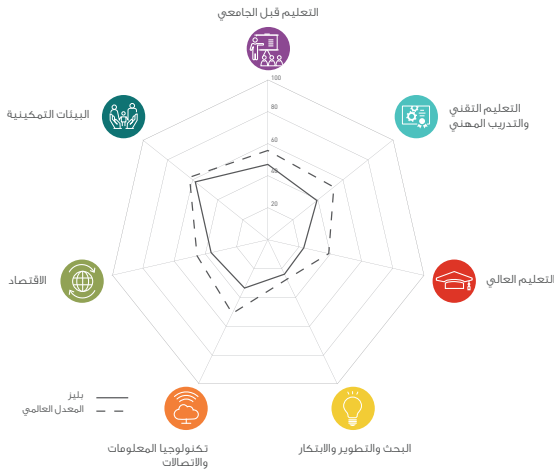 التعليم قبل الجامعي
التعليم التقني
والتدريب المهني
البيئات التمكينية
100
80
60
40
20
التعليم العالي
الاقتصاد
البحث والتطوير والابتكار
تكنولوجيا المعلومات
والاتصالات
بليز
المعدل العالمي